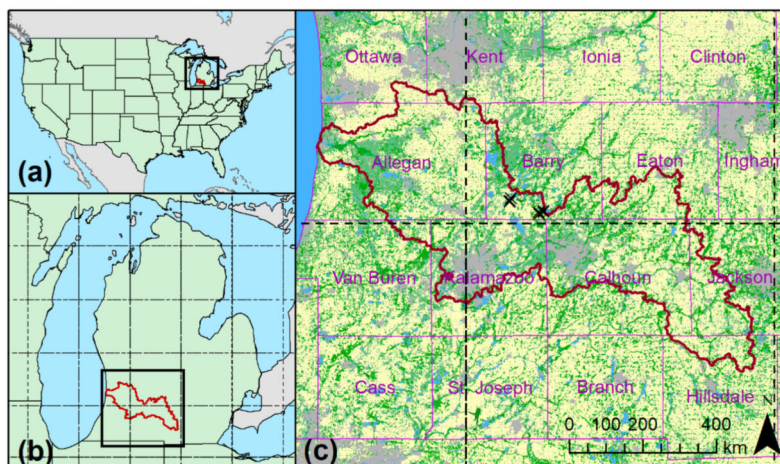 (a)
(b)
Ottawa Kent Ionia Clinton
Allegan Barry Eaton Ingham
Van Buren Kalamazoo Calhoun Jackson
Cass St. Joseph Branch Hillsdale
N
0 100 200 300 400
km
(c)